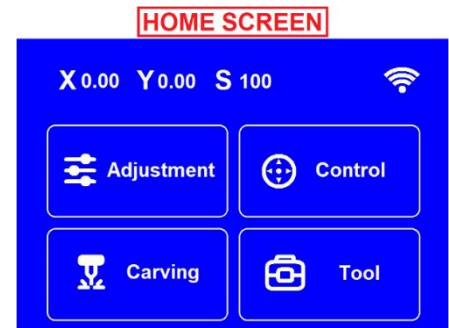 HOME SCREEN
X 0.00 Y 0.00 S 100
Adjustment
Control
Carving
Tool